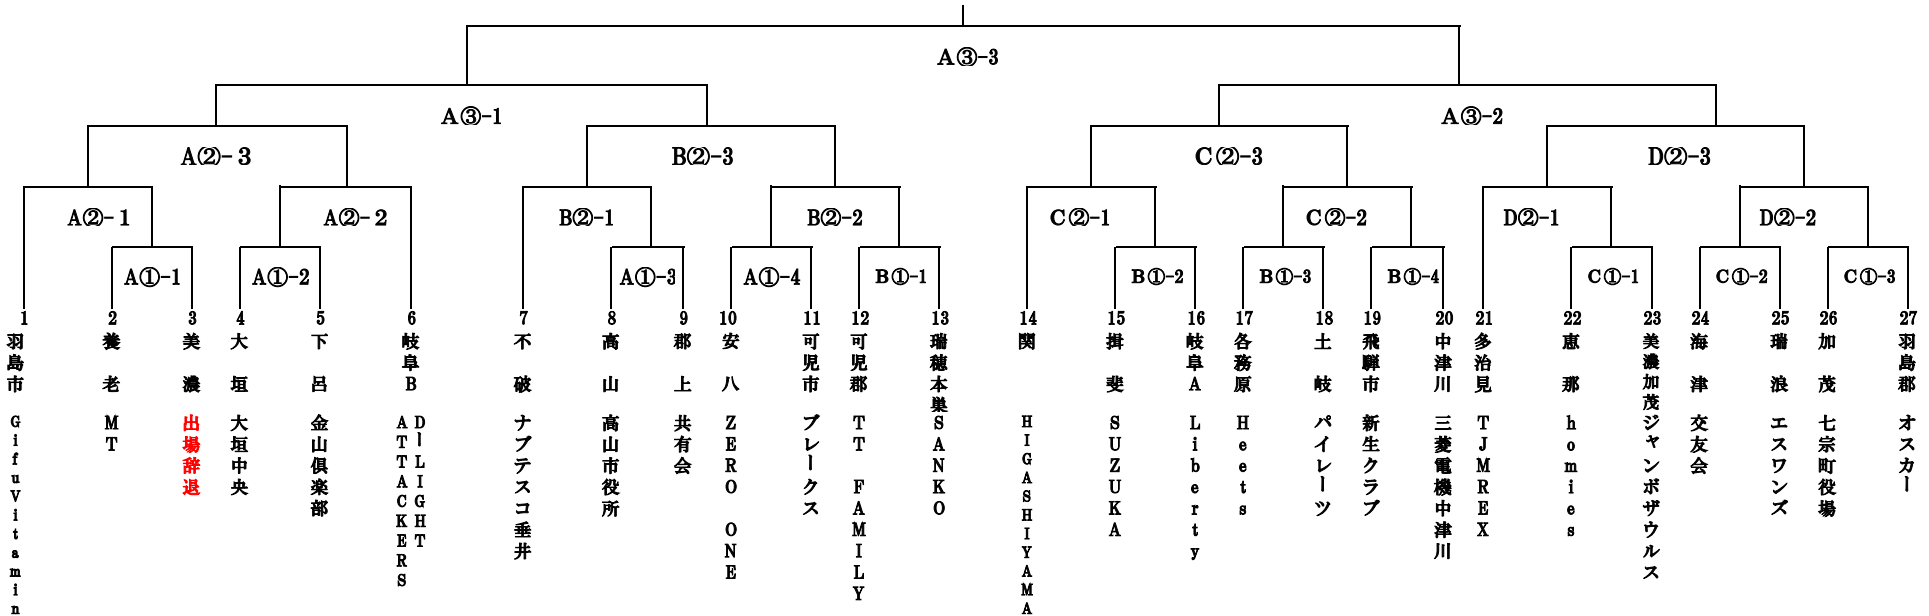 A③-3
A③-1
A③-2
A②-３
B②-3
C②-3
D②-3
A②-１
A②-２
B②-1
B②-2
C②-1
C②-2
D②-1
D②-2
A①-1
A①-2
A①-3
A①-4
B①-1
B①-2
B①-3
B①-4
C①-1
C①-2
C①-3
1
羽島市
GifuVitamin
2
養老
MT
3
美濃
出場辞退
4
大垣
大垣中央
5
下呂
金山倶楽部
6
岐阜B
D－LIGHT
ATTACKERS
7
不破
ナブテスコ垂井
8
高山
高山市役所
9
郡上
共有会
10
安八
ZERO ONE
11
可児市
ブレークス
12
可児郡
TT FAMILY
13
瑞穂本巣
SANKO
14
関
HIGASHIYAMA
15
揖斐
SUZUKA
16
岐阜A
Liberty
17
各務原
Heets
18
土岐
パイレーツ
19
飛騨市
新生クラブ
20
中津川
三菱電機中津川
21
多治見
TJMREX
22
恵那
homies
23
美濃加茂
ジャンボザウルス
24
海津
交友会
25
瑞浪
エスワンズ
26
加茂
七宗町役場
27
羽島郡
オスカー